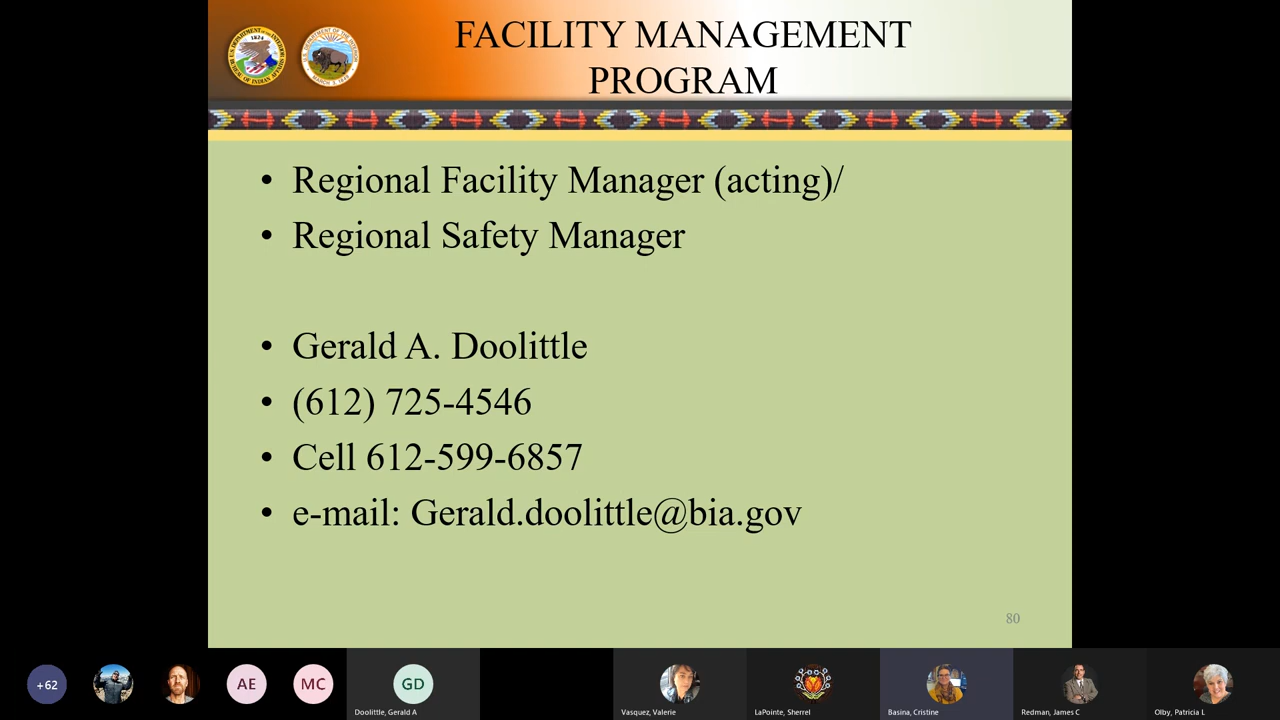 FACILITY MANAGEMENT
PROGRAM
• Regional Facility Manager (acting)/
• Regional Safety Manager
• Gerald A. Doolittle
• (612) 725-4546
• Cell 612-599-6857
• e-mail: Gerald.doolittle@bia.gov
80
+62
AE
MC
GD
Doolittle, Gerald A
Vasquez, Valerie
LaPointe, Sherrel
Basina, Cristine
Redman, James C
Olby, Patricia L